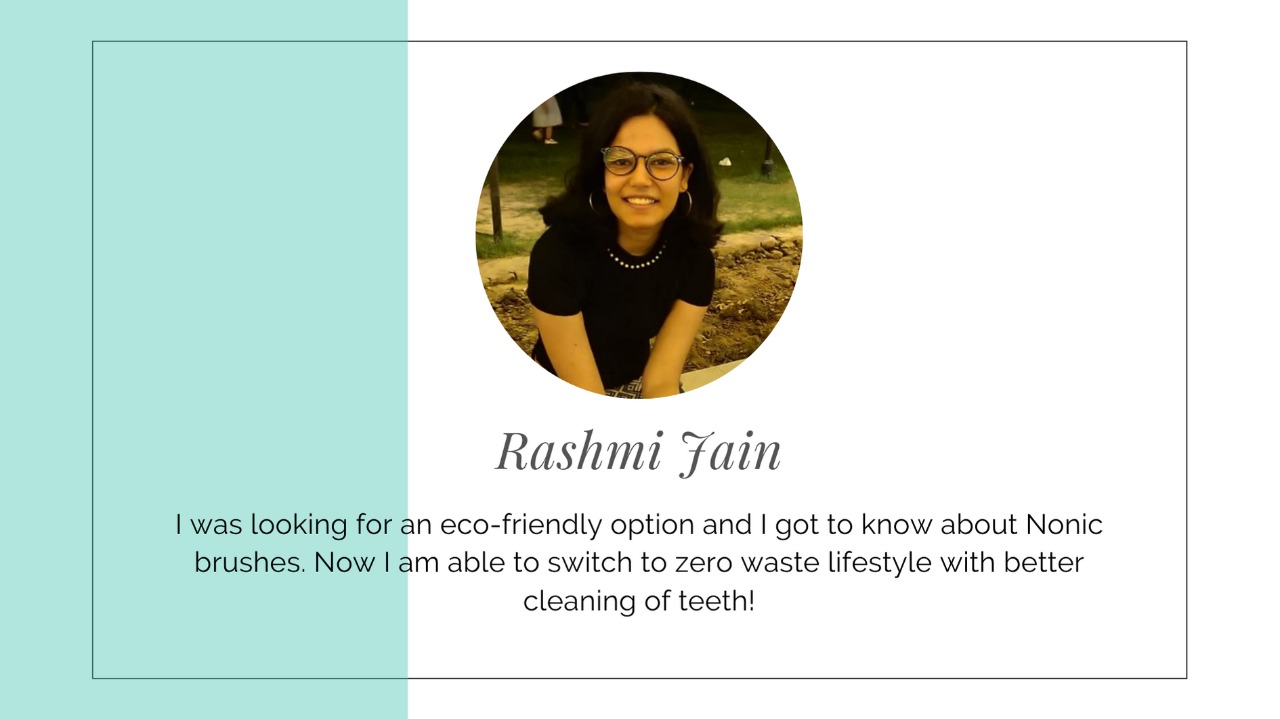 Rashmi Jain
I was looking for an eco-friendly option and I got to know about Nonic
brushes. Now I am able to switch to zero waste lifestyle with better
cleaning of teeth!